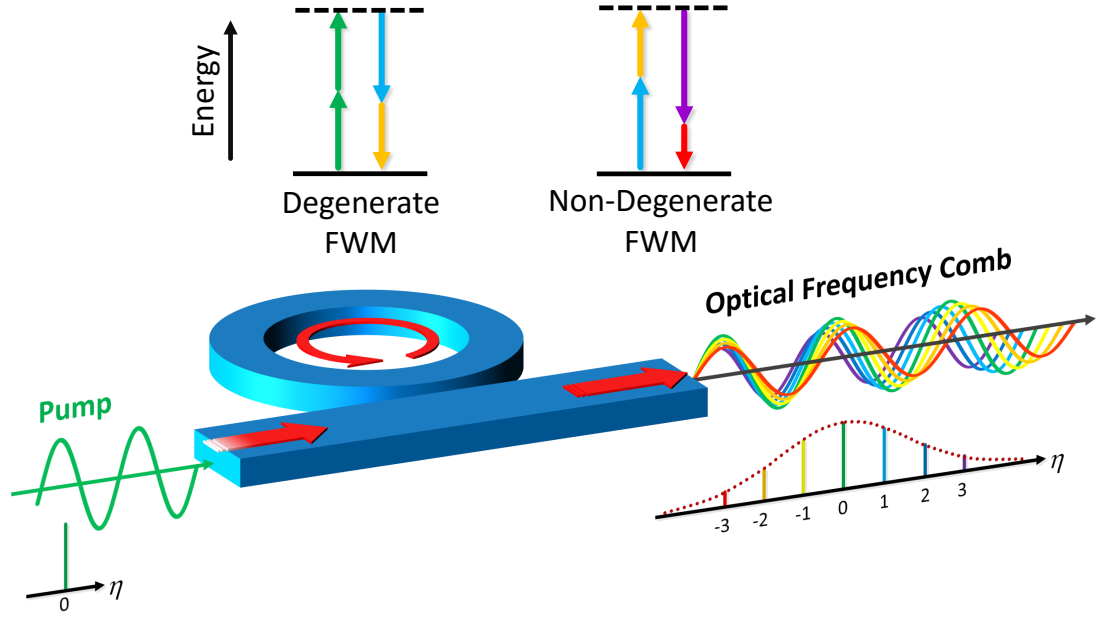 Energy
Degenerate
FWM
Non-Degenerate
FWM
Optical Frequency Comb
Pump
η
0
η
-3
-2
-1
0
1
2
3